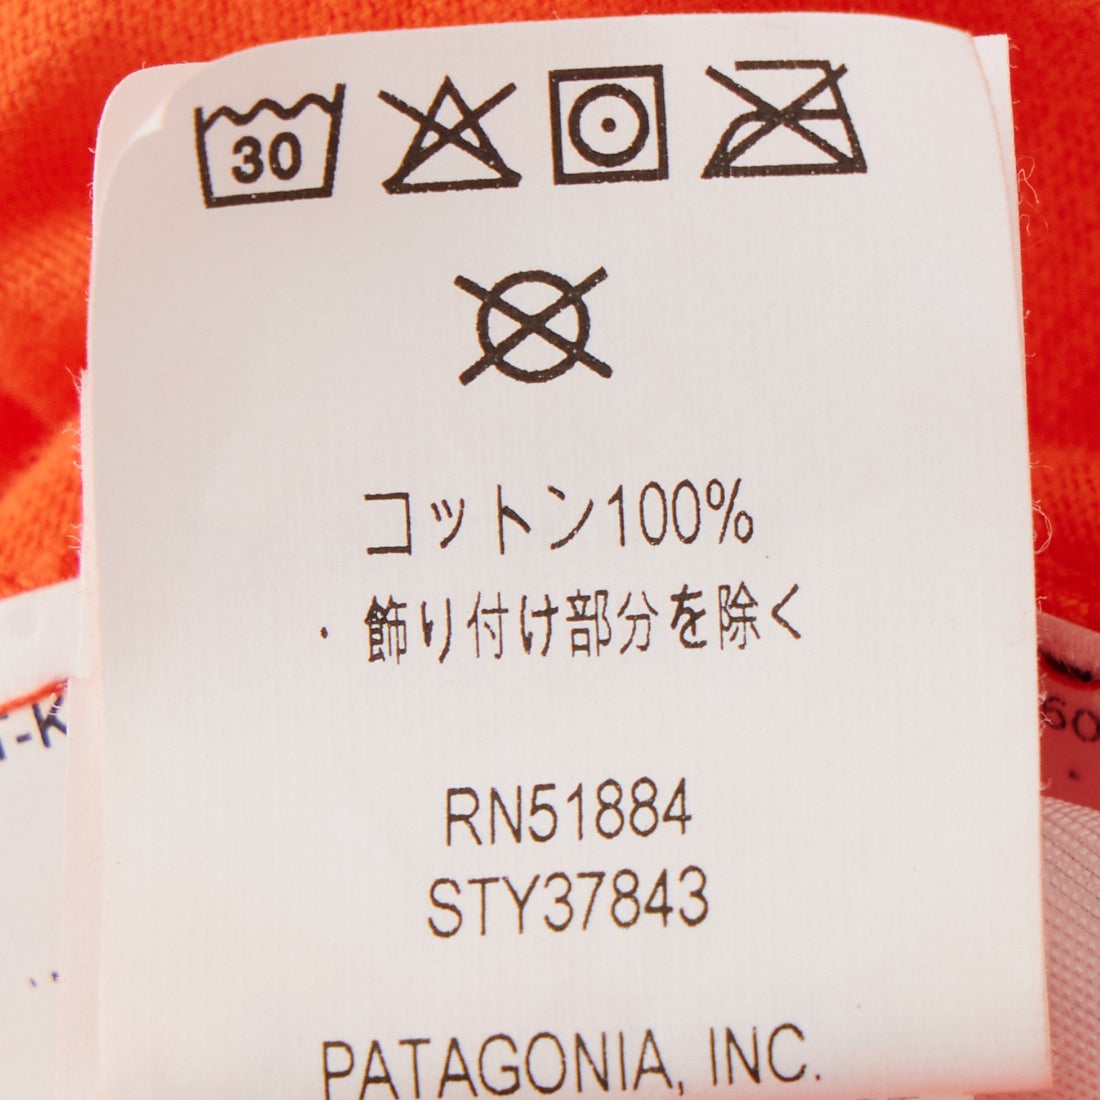 30
コットン100%
・飾り付け部分を除く
RN51884
STY37843
PATAGONIA, INC.